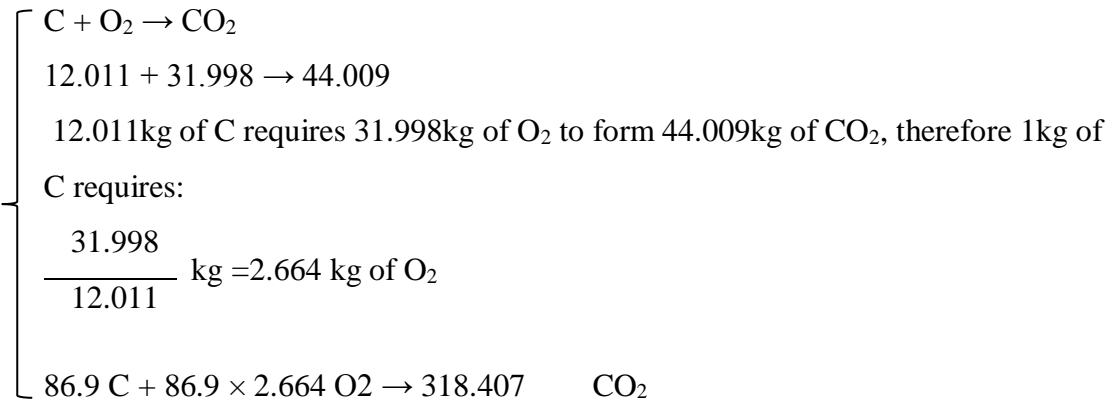 C + O₂ → CO₂
12.011 + 31.998 → 44.009
12.011kg of C requires 31.998kg of O₂ to form 44.009kg of CO₂, therefore 1kg of
C requires:
31.998
kg =2.664 kg of O₂
12.011
86.9 C + 86.9 × 2.664 O2 → 318.407 CO₂